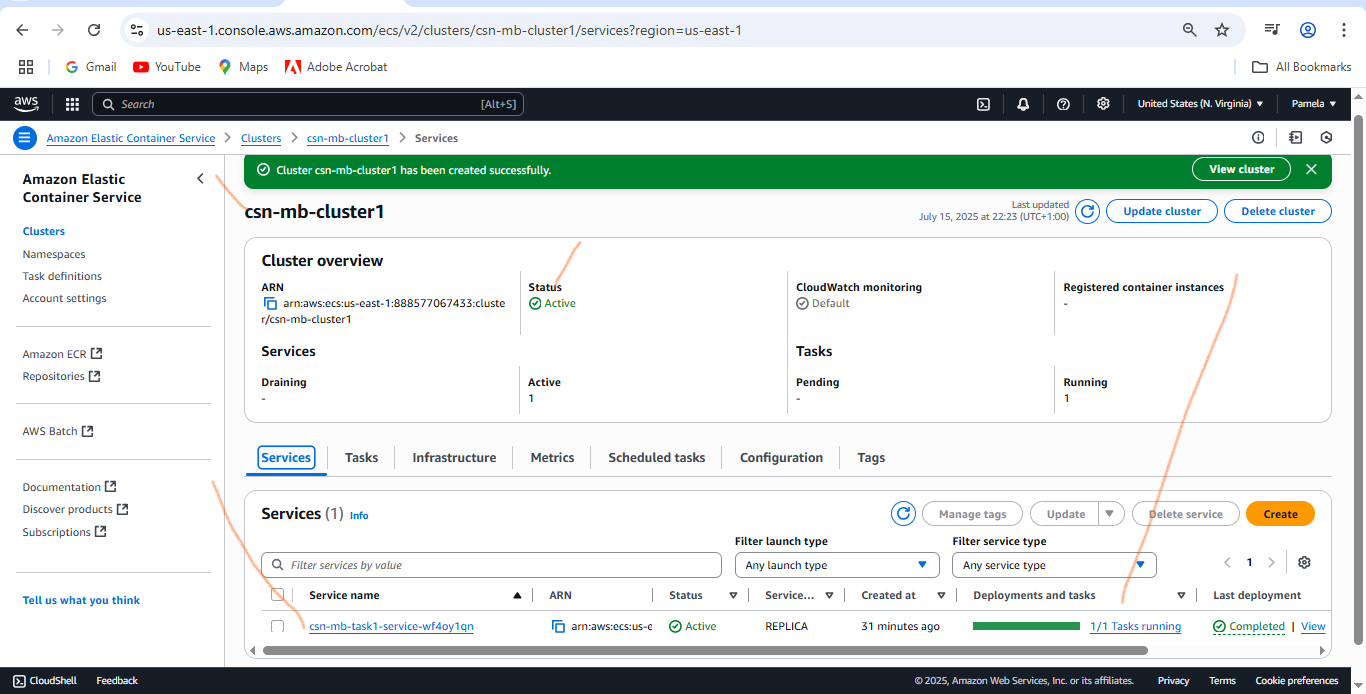 us-east-1.console.aws.amazon.com/ecs/v2/clusters/csn-mb-cluster1/services?region=us-east-1
Gmail YouTube Maps Adobe Acrobat All Bookmarks
aws Search [Alt+S] United States (N. Virginia) Pamela
Amazon Elastic Container Service > Clusters > csn-mb-cluster1 > Services
Amazon Elastic
Container Service
Clusters
Namespaces
Task definitions
Account settings
Amazon ECR
Repositories
AWS Batch
Documentation
Discover products
Subscriptions
Tell us what you think
Cluster csn-mb-cluster1 has been created successfully. View cluster
csn-mb-cluster1
Last updated
July 15, 2025 at 22:23 (UTC+1:00)
Update cluster Delete cluster
Cluster overview
ARN
arn:aws:ecs:us-east-1:888577067433:cluste
r/csn-mb-cluster1
Status
Active
CloudWatch monitoring
Default
Registered container instances
-
Services
Draining
-
Active
1
Tasks
Pending
-
Running
1
Services Tasks Infrastructure Metrics Scheduled tasks Configuration Tags
Services (1) Info
Manage tags Update Delete service Create
Filter launch type Filter service type
Filter services by value Any launch type Any service type 1
Service name ARN Status Service... Created at Deployments and tasks Last deployment
csn-mb-task1-service-wf4oy1qn arn:aws:ecs:us-e Active REPLICA 31 minutes ago 1/1 Tasks running Completed | View
CloudShell Feedback © 2025, Amazon Web Services, Inc. or its affiliates. Privacy Terms Cookie preferences